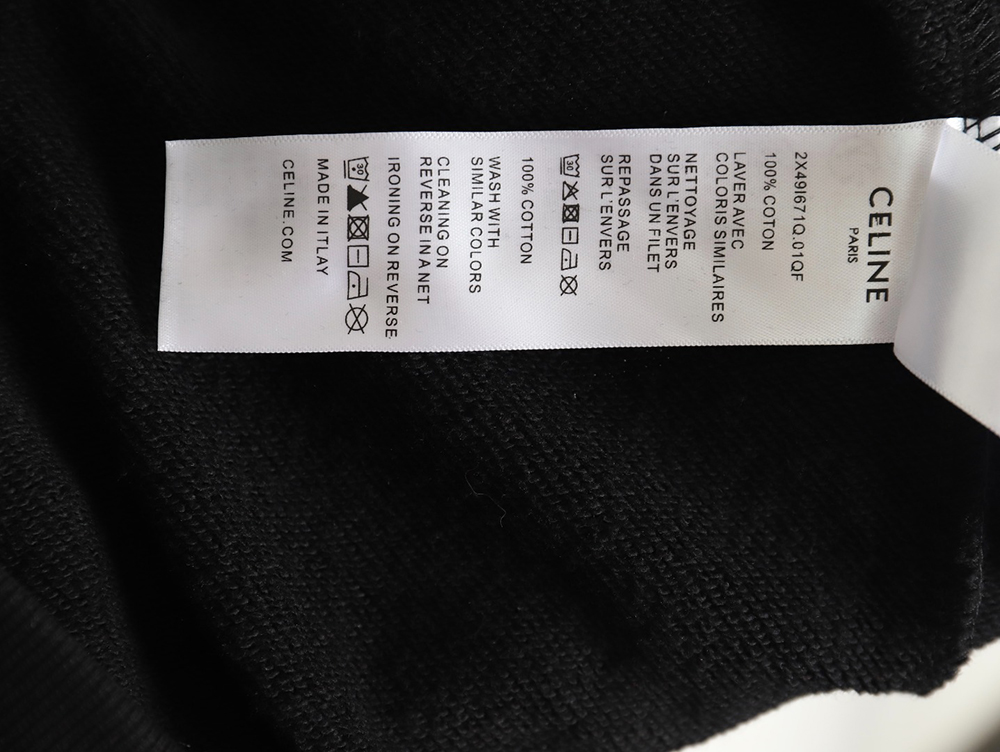 CELINE
PARIS
2X49I671Q.01QF
100% COTON
LAVER AVEC
COLORIS SIMILAIRES
NETTOYAGE
SUR L'ENVERS
DANS UN FILET
REPASSAGE
SUR L'ENVERS
30
100% COTTON
WASH WITH
SIMILAR COLORS
CLEANING ON
REVERSE IN A NET
IRONING ON REVERSE
30
MADE IN ITLAY
CELINE.COM